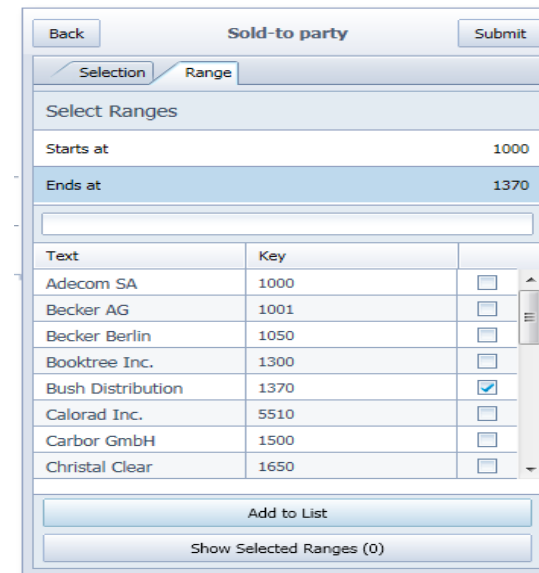 Back Sold-to party Submit
Selection Range
Select Ranges
Starts at 1000
Ends at 1370
Text Key
Adecom SA 1000
Becker AG 1001
Becker Berlin 1050
Booktree Inc. 1300
Bush Distribution 1370
Calorad Inc. 5510
Carbor GmbH 1500
Christal Clear 1650
Add to List
Show Selected Ranges (0)